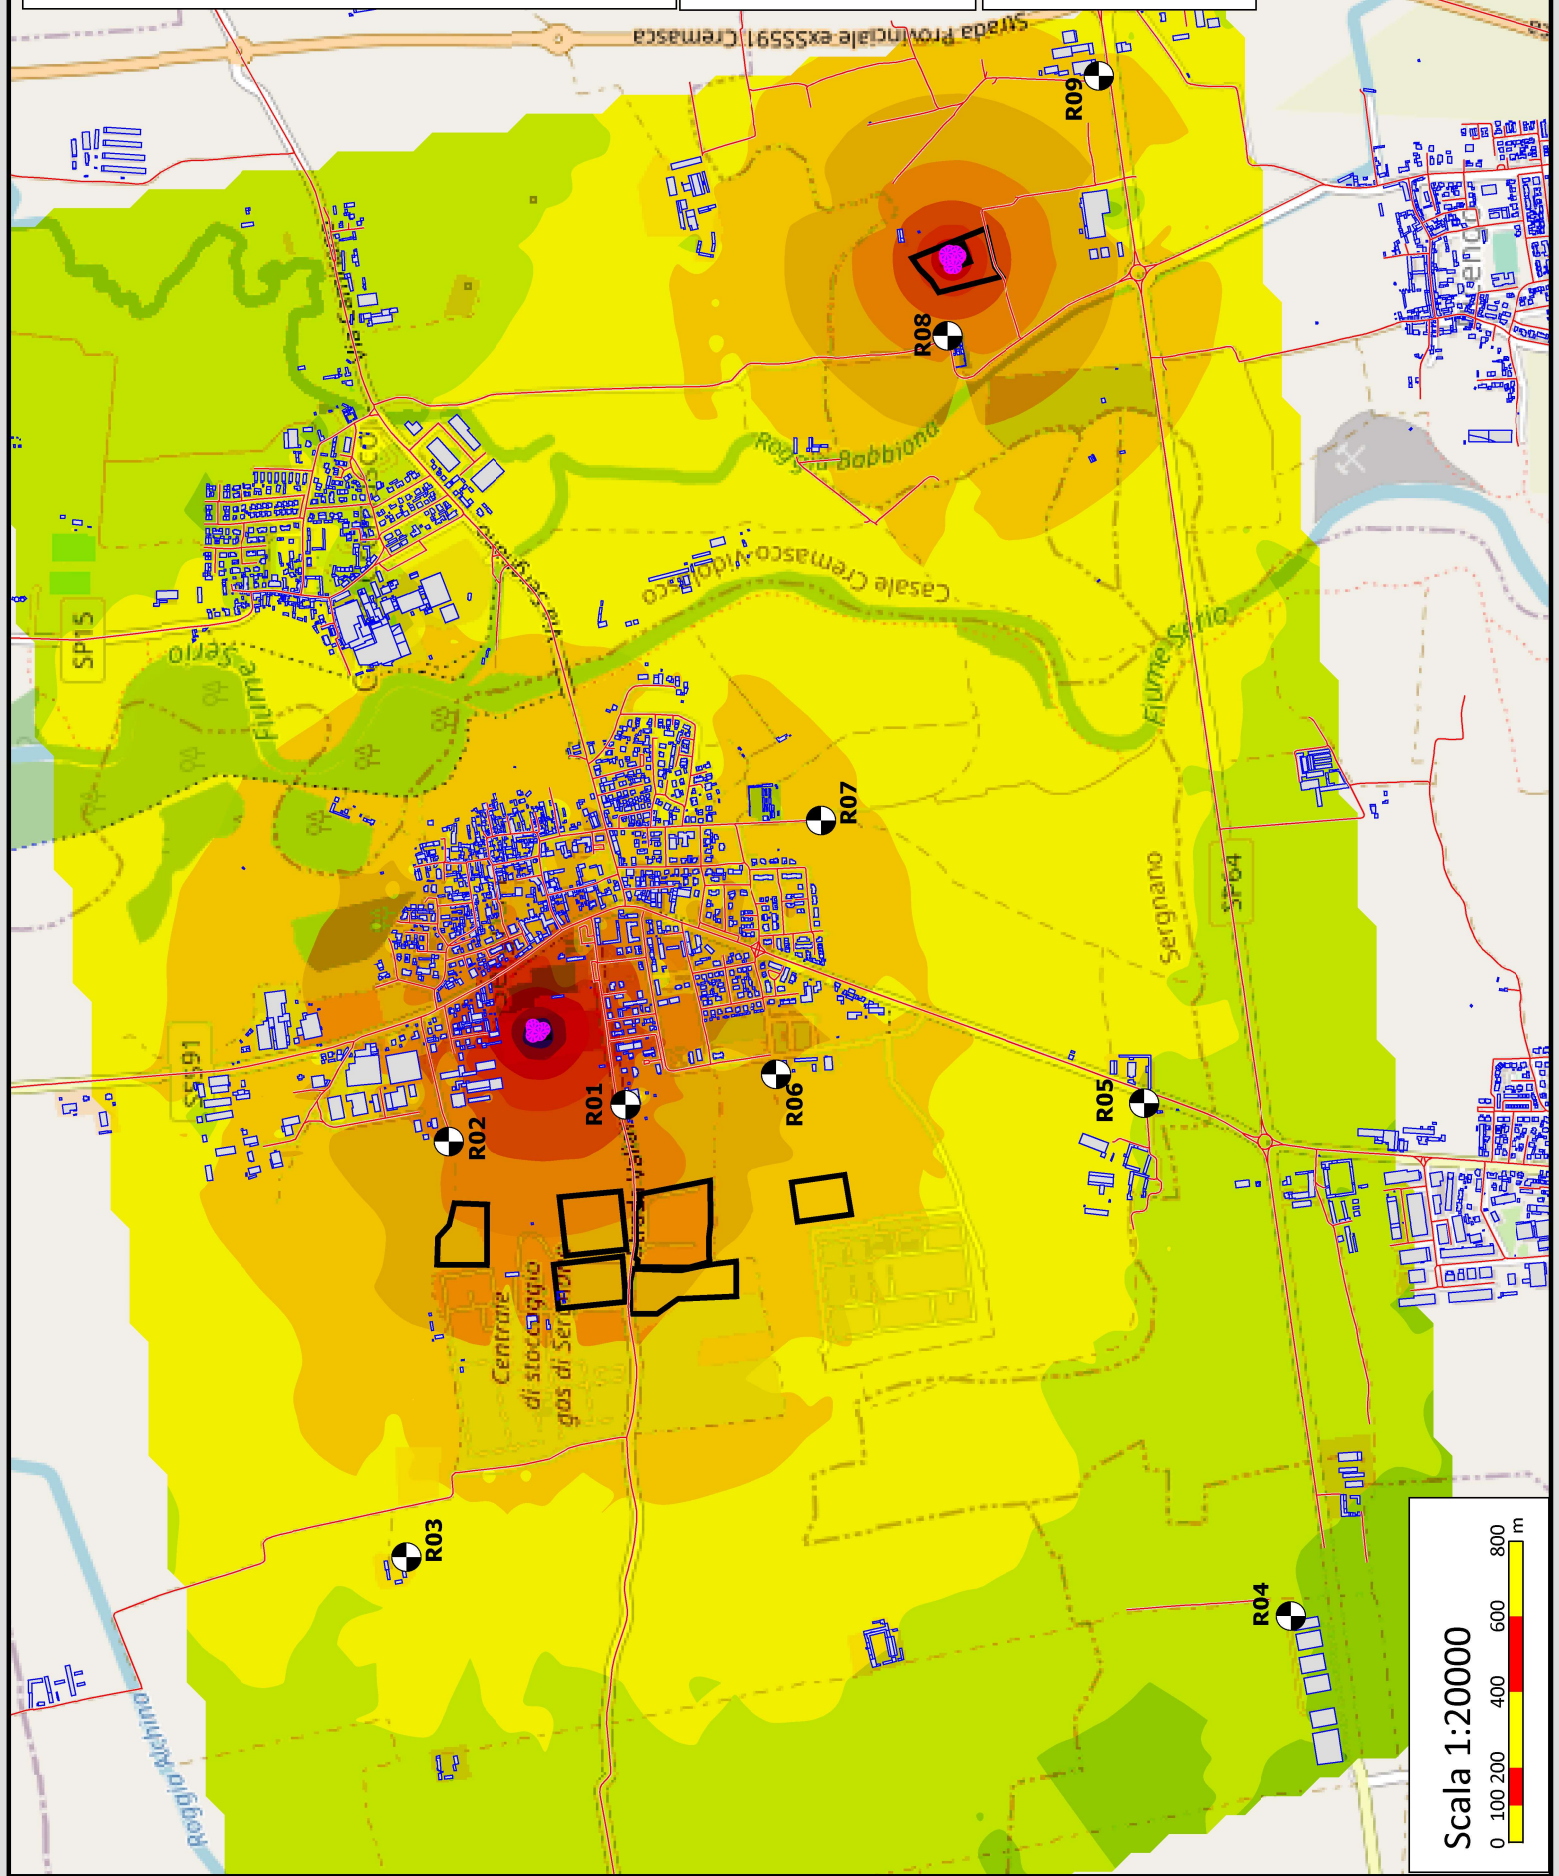 Strada Provinciale exSS591 Cremasca
R09
R08
Roggia Babbiona
Casale Cremasco-Vidolasco
SP15
Fiume Serio
Fiume Serio
R07
Sergnano
SP64
SS591
R01
R02
R06
R05
Centrale
di stoccaggio
gas di
R03
R04
Roggia Alchina
Scala 1:20000
0 100 200 400 600 800
m